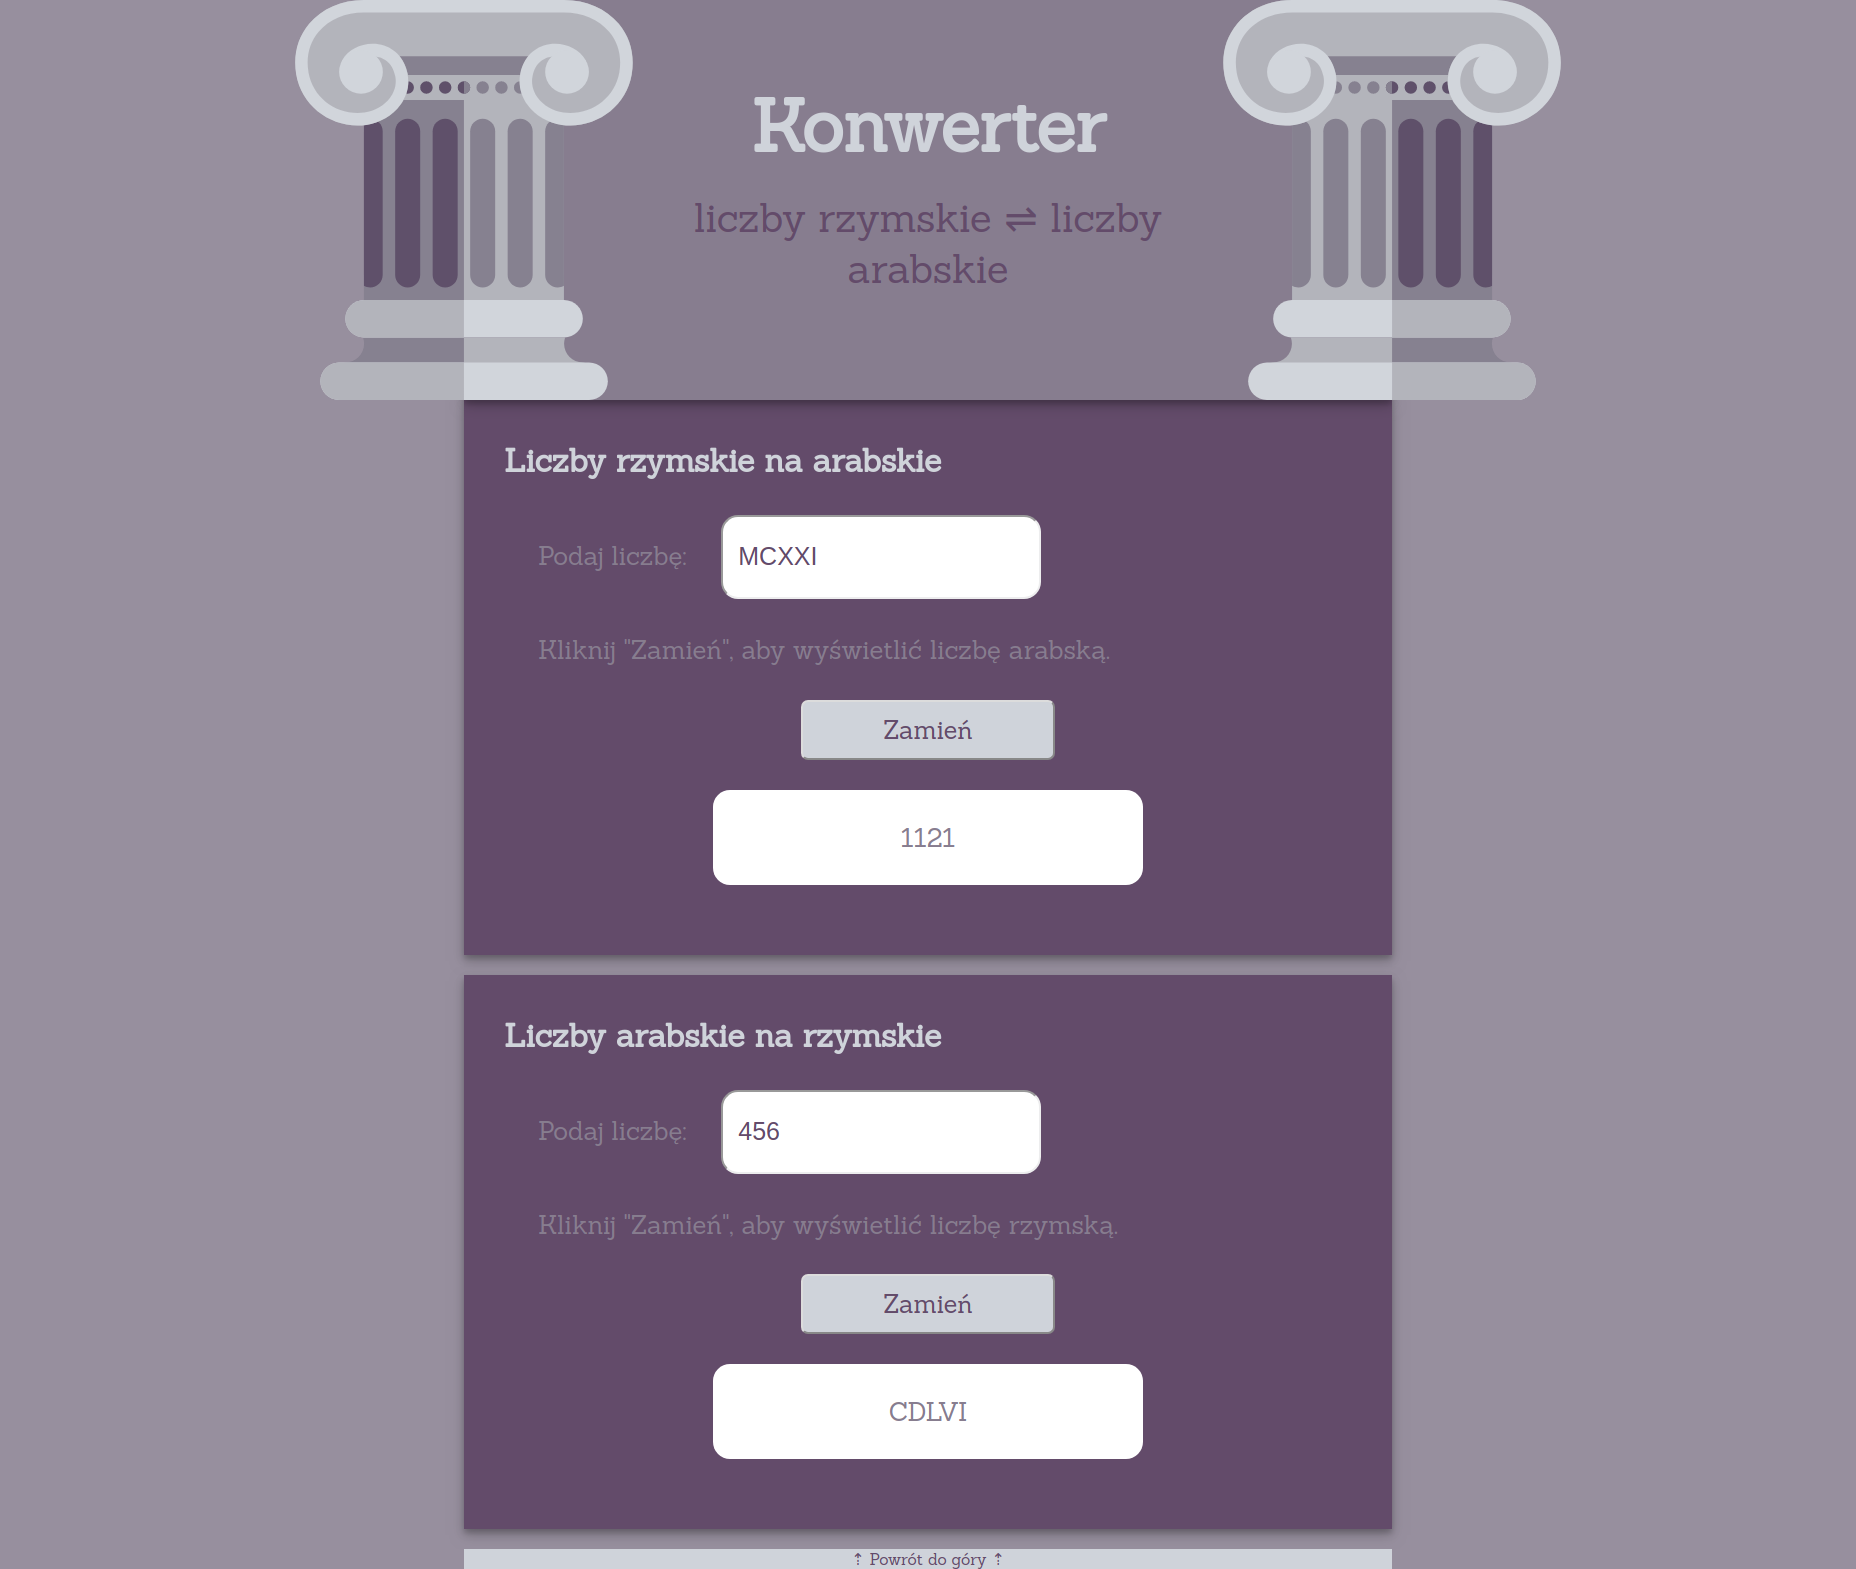 Konwerter
liczby rzymskie ⇌ liczby
arabskie
Liczby rzymskie na arabskie
Podaj liczbę: MCXXI
Kliknij "Zamień", aby wyświetlić liczbę arabską.
Zamień
1121
Liczby arabskie na rzymskie
Podaj liczbę: 456
Kliknij "Zamień", aby wyświetlić liczbę rzymską.
Zamień
CDLVI
⇡ Powrót do góry ⇡